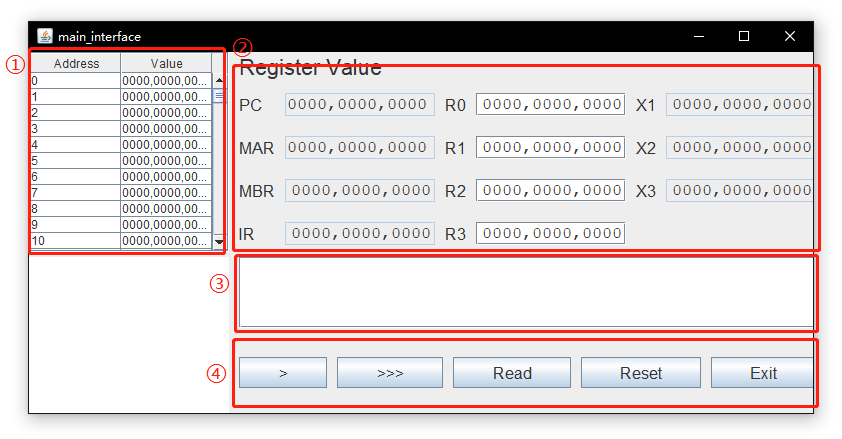 main_interface
① ②
Address Value
Register Value
0 0000,0000,00...
1 0000,0000,00...
2 0000,0000,00...
3 0000,0000,00...
4 0000,0000,00...
5 0000,0000,00...
6 0000,0000,00...
7 0000,0000,00...
8 0000,0000,00...
9 0000,0000,00...
10 0000,0000,00...
PC 0000,0000,0000 R0 0000,0000,0000 X1 0000,0000,0000
MAR 0000,0000,0000 R1 0000,0000,0000 X2 0000,0000,0000
MBR 0000,0000,0000 R2 0000,0000,0000 X3 0000,0000,0000
IR 0000,0000,0000 R3 0000,0000,0000
③
④
> >>> Read Reset Exit